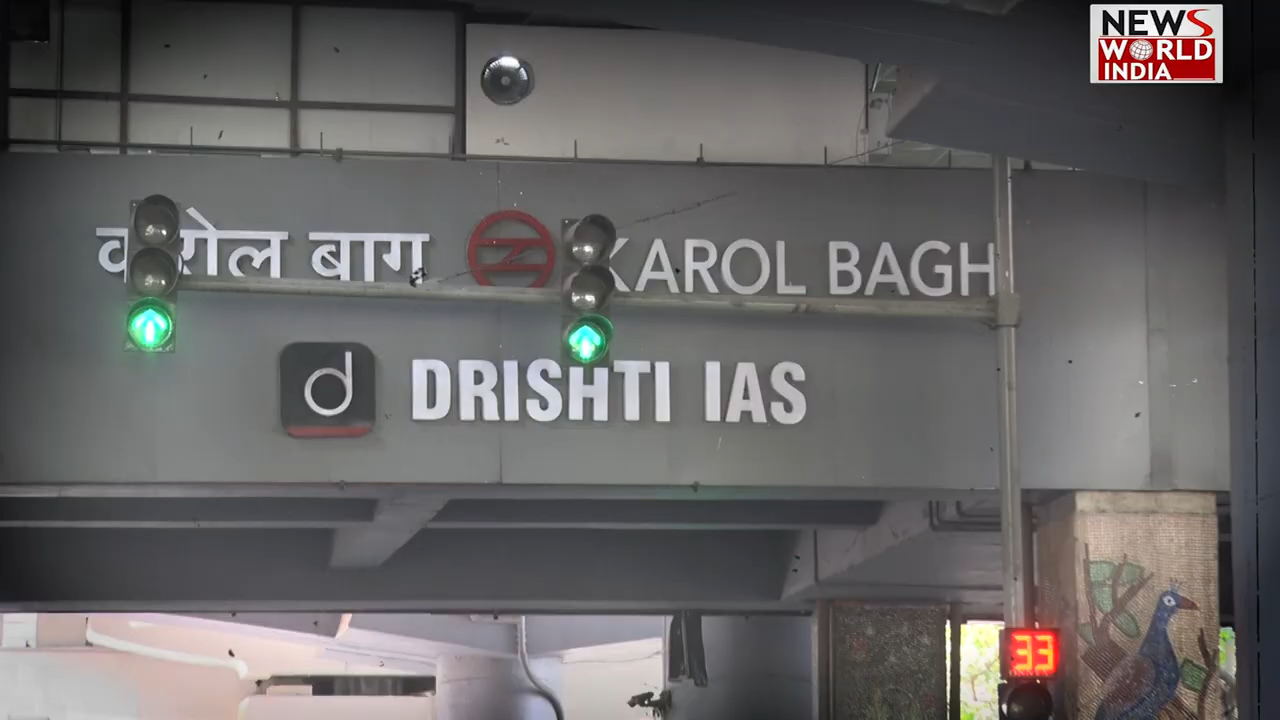 NEWS
WORLD
INDIA
करोल बाग KAROL BAGH
d DRISHTI IAS
33